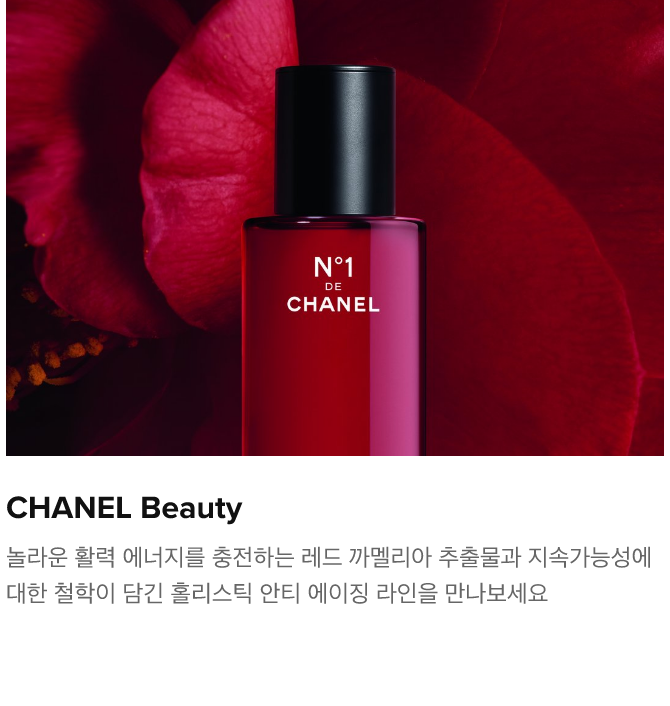 N°1
DE
CHANEL
CHANEL Beauty
놀라운 활력 에너지를 충전하는 레드 까멜리아 추출물과 지속가능성에
대한 철학이 담긴 홀리스틱 안티 에이징 라인을 만나보세요